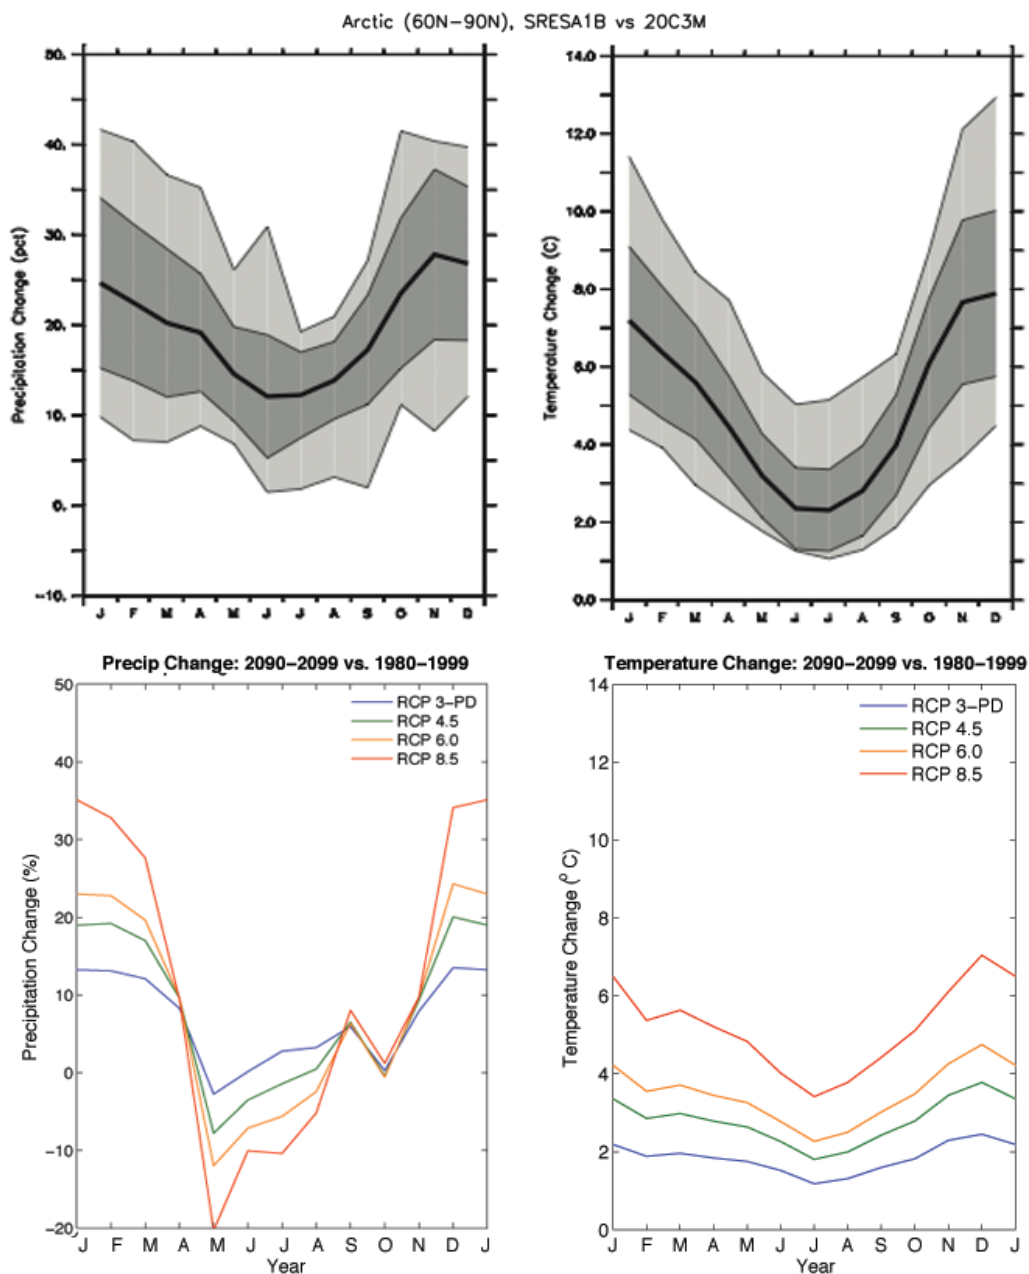 Arctic (60N-90N), SRESA1B vs 20C3M
50.
40.
30.
20.
10.
0.
-10.
Precipitation Change (pct)
J F M A M J J A S O N D
14.0
12.0
10.0
8.0
6.0
4.0
2.0
0.0
Temperature Change (C)
J F M A M J J A S O N D
Precip Change: 2090-2099 vs. 1980-1999
50
40
30
20
10
0
-10
-20
Precipitation Change (%)
RCP 3-PD
RCP 4.5
RCP 6.0
RCP 8.5
J F M A M J J A S O N D J
Year
Temperature Change: 2090-2099 vs. 1980-1999
14
12
10
8
6
4
2
0
Temperature Change (° C)
RCP 3-PD
RCP 4.5
RCP 6.0
RCP 8.5
J F M A M J J A S O N D J
Year